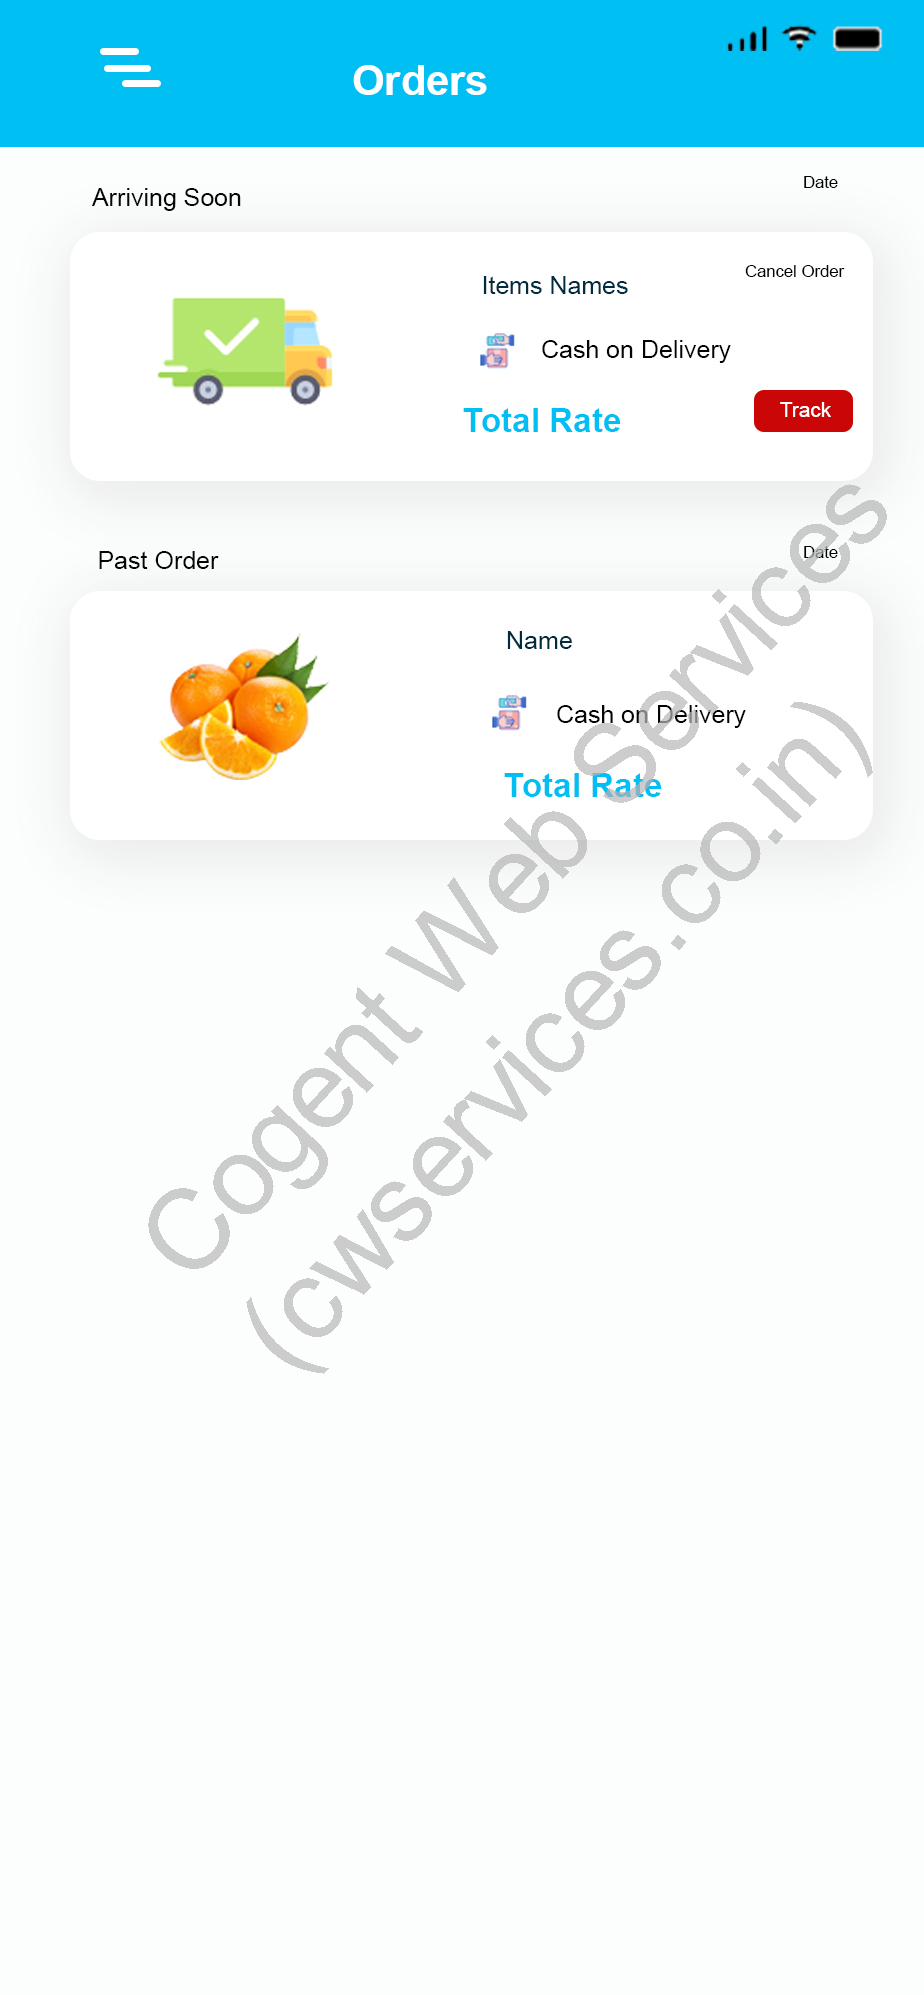 Orders
Arriving Soon
Date
Items Names
Cancel Order
Cash on Delivery
Total Rate
Track
Past Order
Date
Name
Cash on Delivery
Total Rate
Cogent Web Services
(cwservices.co.in)